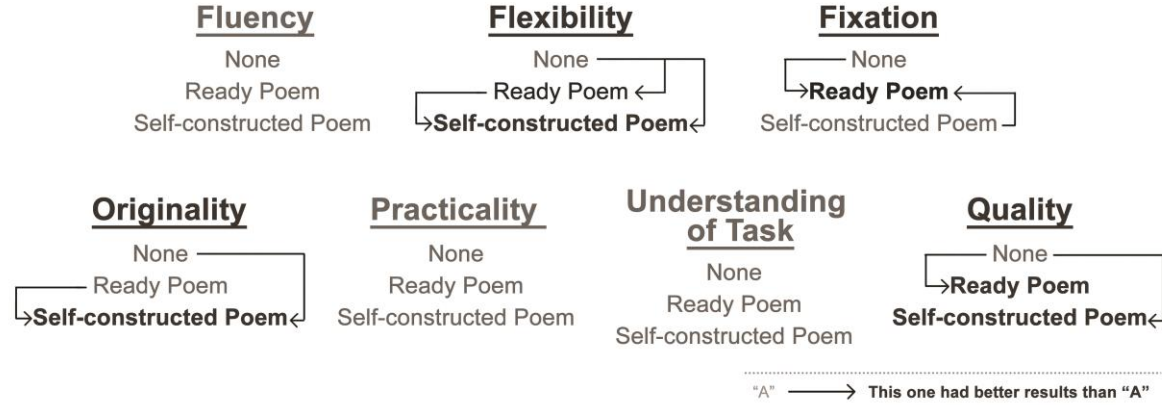 Fluency
None
Ready Poem
Self-constructed Poem
Flexibility
None
Ready Poem
Self-constructed Poem
Fixation
None
Ready Poem
Self-constructed Poem
Originality
None
Ready Poem
Self-constructed Poem
Practicality
None
Ready Poem
Self-constructed Poem
Understanding
of Task
None
Ready Poem
Self-constructed Poem
Quality
None
Ready Poem
Self-constructed Poem
“A” This one had better results than “A”